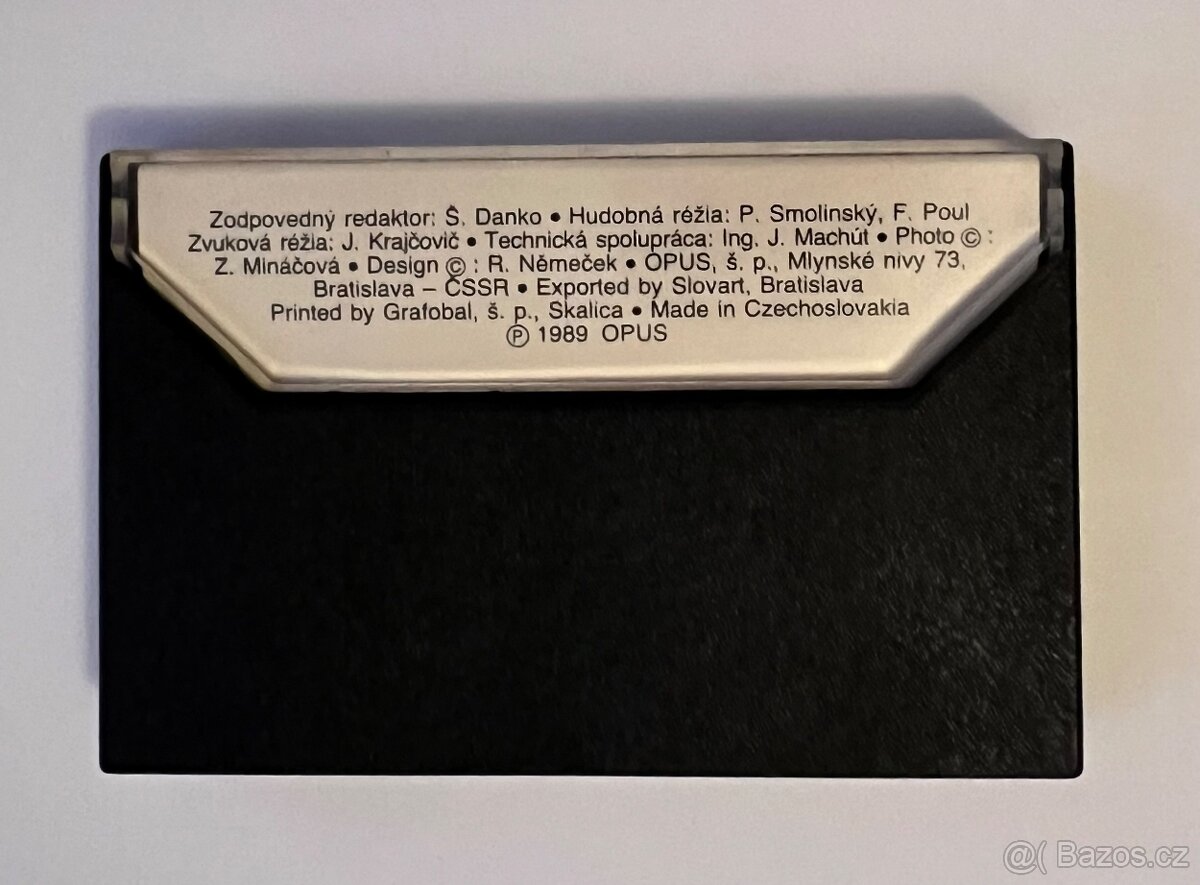 Zodpovedný redaktor: Š. Danko • Hudobná réžia: P. Smolinský, F. Poul
Zvuková réžia: J. Krajčovič • Technická spolupráca: Ing. J. Machút • Photo © :
Z. Mináčová • Design © : R. Němeček • OPUS, š. p., Mlynské nivy 73,
Bratislava – ČSSR • Exported by Slovart, Bratislava
Printed by Grafobal, š. p., Skalica • Made in Czechoslovakia
℗ 1989 OPUS
@( Bazos.cz